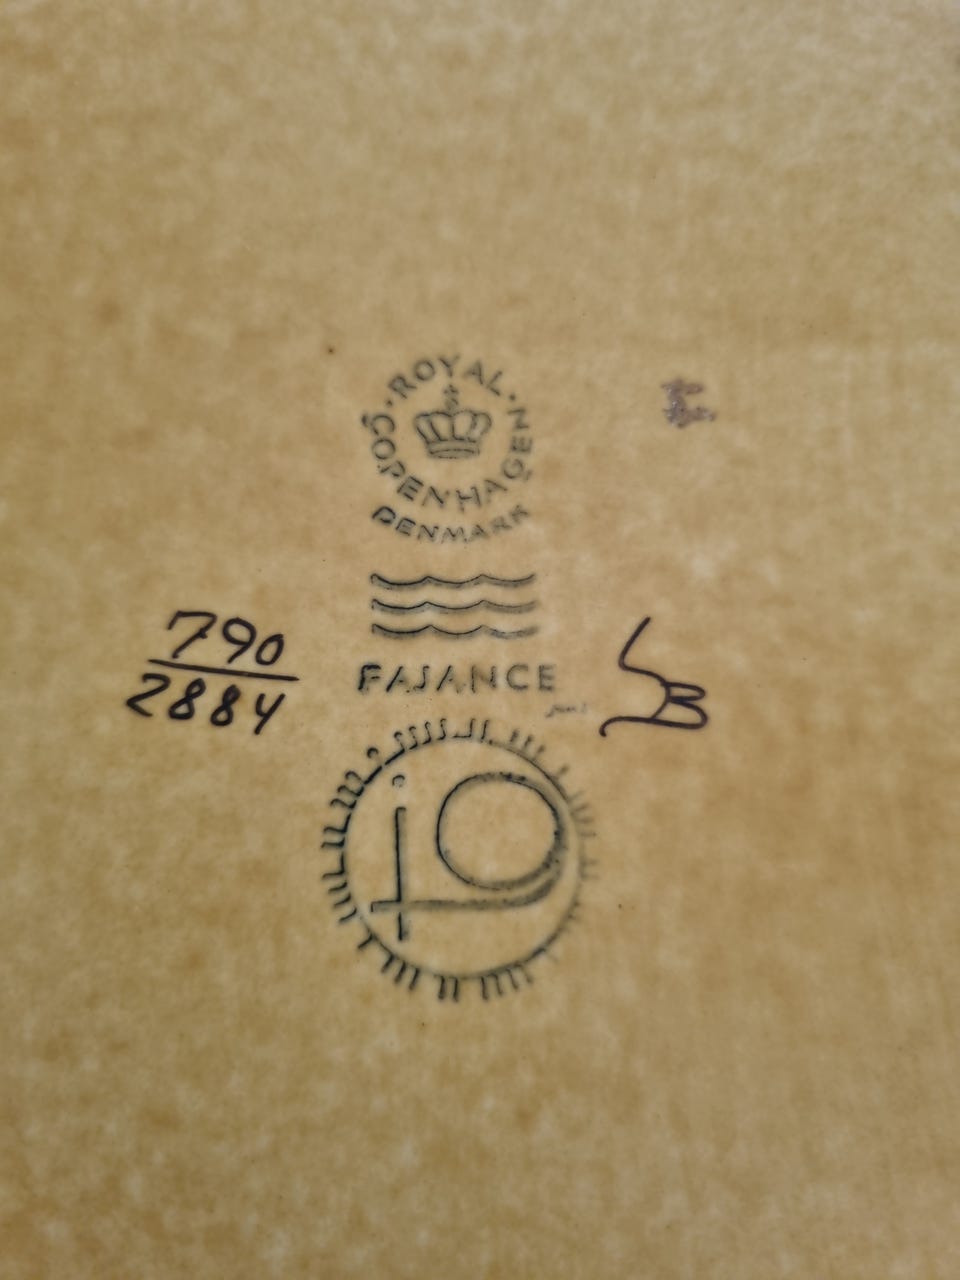 · ROYAL ·
COPENHAGEN
DENMARK
790
2884
FAJANCE